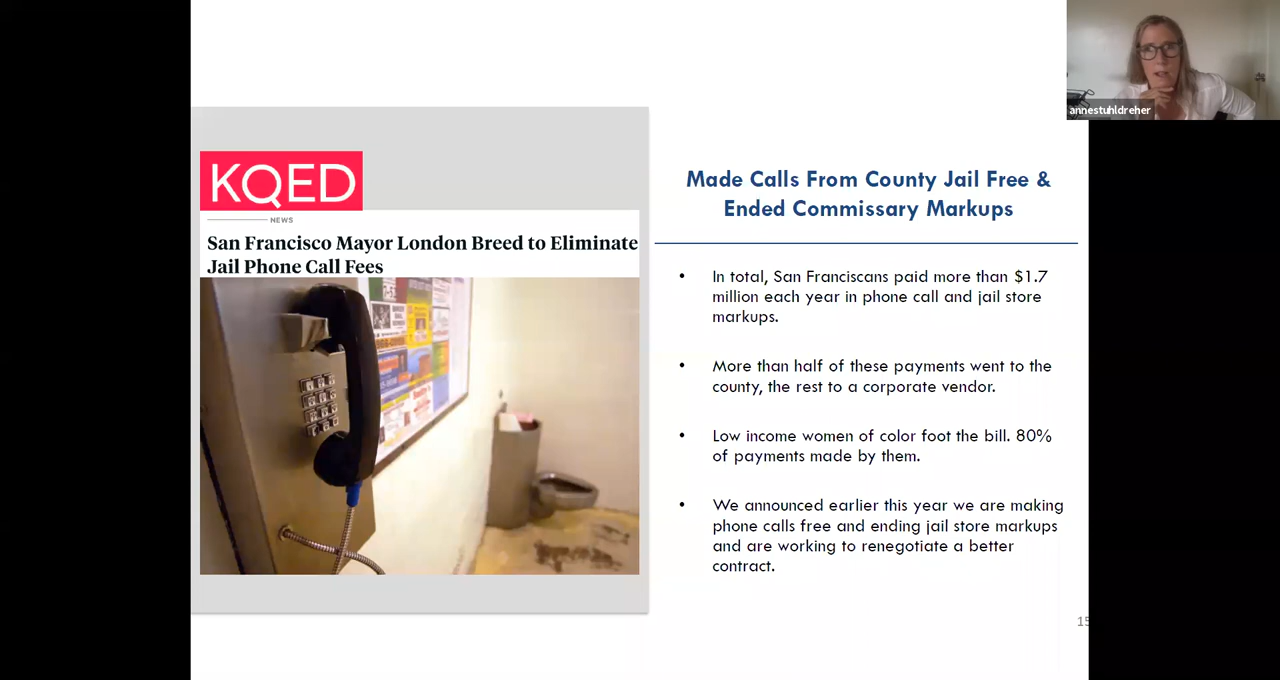 annestuhldreher
KQED
NEWS
San Francisco Mayor London Breed to Eliminate
Jail Phone Call Fees
Made Calls From County Jail Free &
Ended Commissary Markups
• In total, San Franciscans paid more than $1.7
million each year in phone call and jail store
markups.
• More than half of these payments went to the
county, the rest to a corporate vendor.
• Low income women of color foot the bill. 80%
of payments made by them.
• We announced earlier this year we are making
phone calls free and ending jail store markups
and are working to renegotiate a better
contract.
15